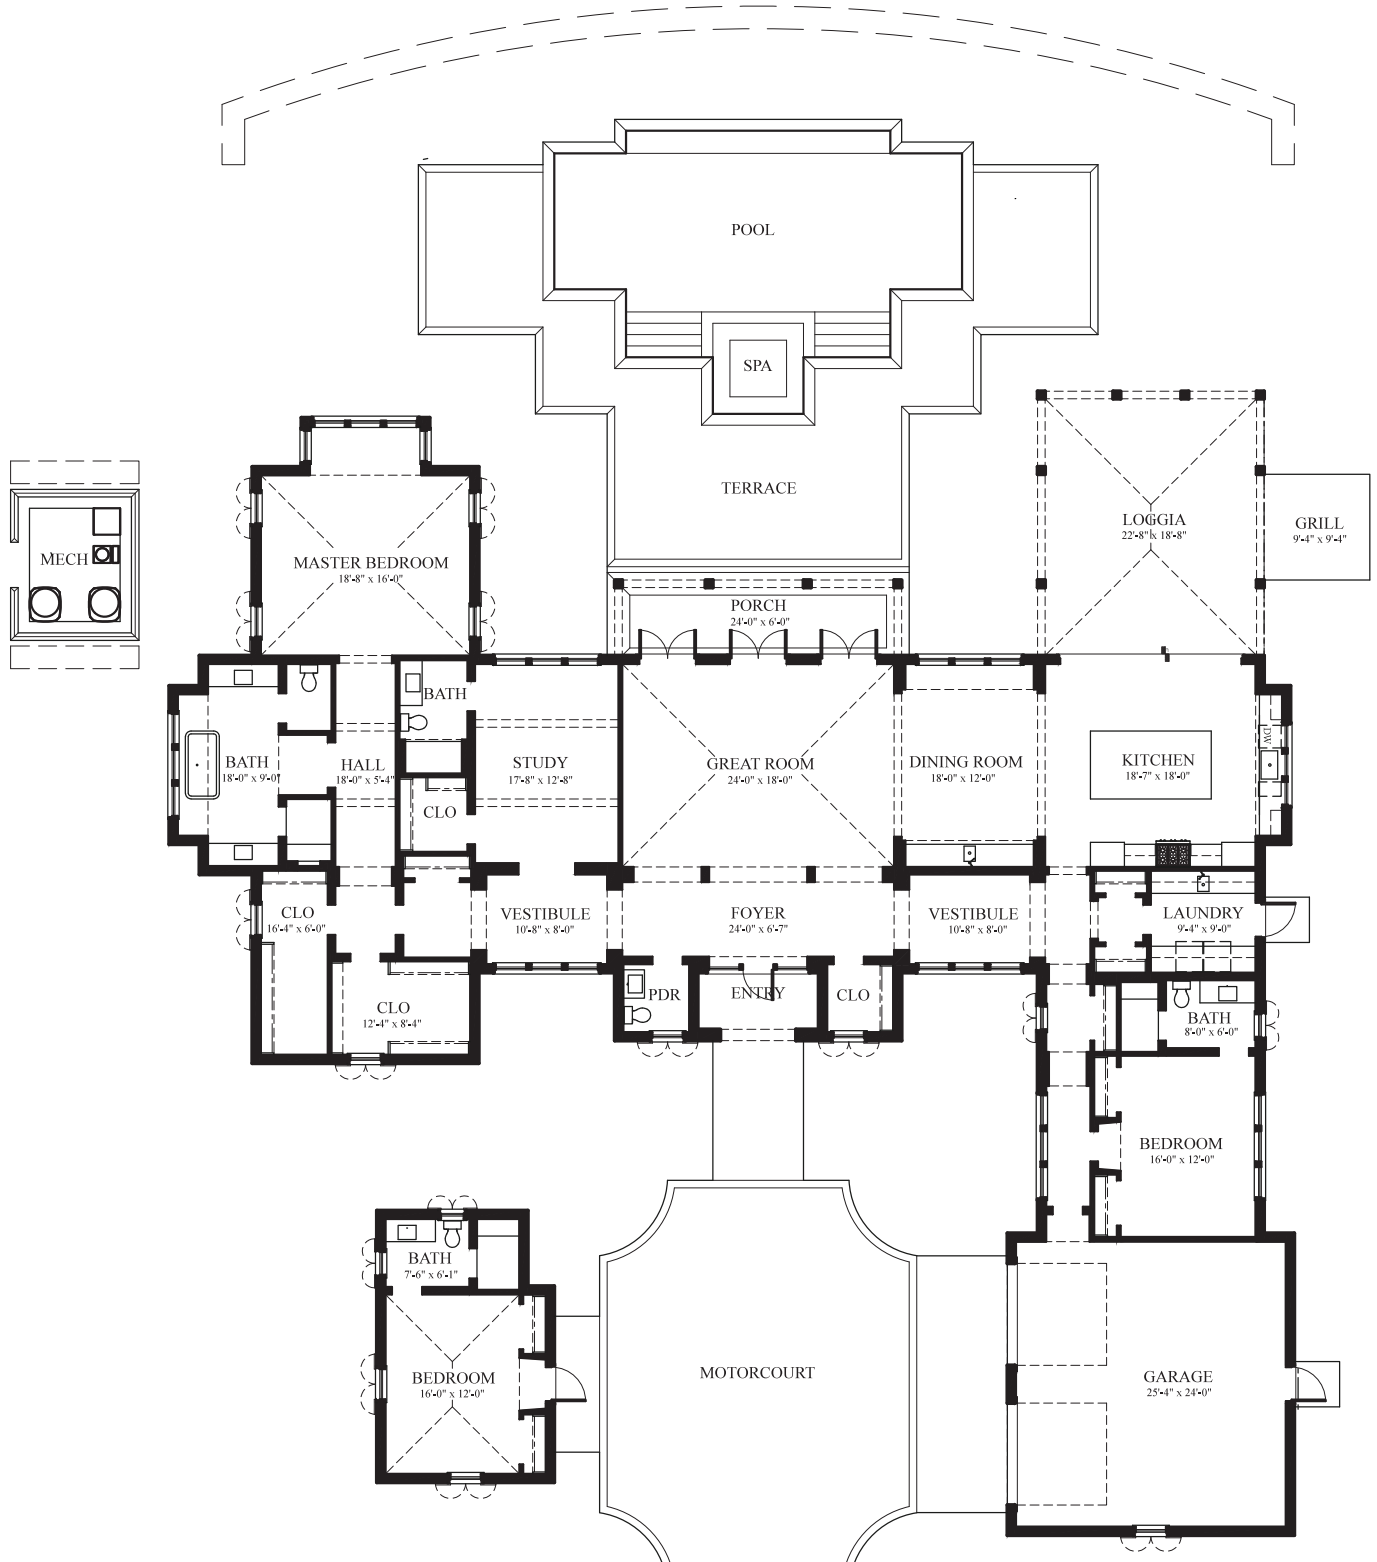 POOL
SPA
TERRACE
LOGGIA
22'-8" x 18'-8"
GRILL
9'-4" x 9'-4"
MECH
MASTER BEDROOM
18'-8" x 16'-0"
PORCH
24'-0" x 6'-0"
BATH
DW
BATH
18'-0" x 9'-0"
HALL
18'-0" x 5'-4"
STUDY
17'-8" x 12'-8"
GREAT ROOM
24'-0" x 18'-0"
DINING ROOM
18'-0" x 12'-0"
KITCHEN
18'-7" x 18'-0"
CLO
CLO
16'-4" x 6'-0"
VESTIBULE
10'-8" x 8'-0"
FOYER
24'-0" x 6'-7"
VESTIBULE
10'-8" x 8'-0"
LAUNDRY
9'-4" x 9'-0"
PDR
ENTRY
CLO
CLO
12'-4" x 8'-4"
BATH
8'-0" x 6'-0"
BEDROOM
16'-0" x 12'-0"
BATH
7'-6" x 6'-1"
BEDROOM
16'-0" x 12'-0"
MOTORCOURT
GARAGE
25'-4" x 24'-0"